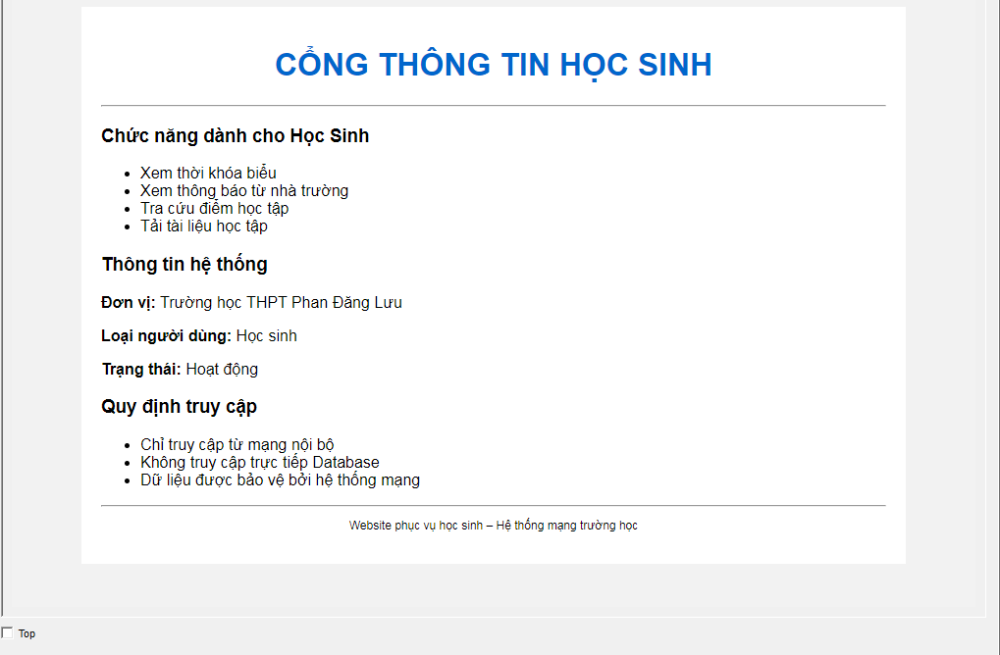 CỔNG THÔNG TIN HỌC SINH
Chức năng dành cho Học Sinh
Xem thời khóa biểu
Xem thông báo từ nhà trường
Tra cứu điểm học tập
Tải tài liệu học tập
Thông tin hệ thống
Đơn vị: Trường học THPT Phan Đăng Lưu
Loại người dùng: Học sinh
Trạng thái: Hoạt động
Quy định truy cập
Chỉ truy cập từ mạng nội bộ
Không truy cập trực tiếp Database
Dữ liệu được bảo vệ bởi hệ thống mạng
Website phục vụ học sinh – Hệ thống mạng trường học
Top